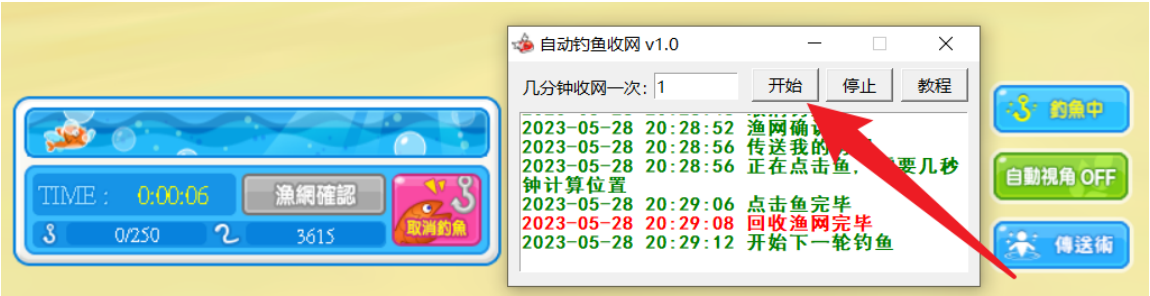 自动钓鱼收网 v1.0
几分钟收网一次: 1
开始
停止
教程
2023-05-28 20:28:52 渔网确
2023-05-28 20:28:56 传送我的
2023-05-28 20:28:56 正在点击鱼, 要几秒
钟计算位置
2023-05-28 20:29:06 点击鱼完毕
2023-05-28 20:29:08 回收渔网完毕
2023-05-28 20:29:12 开始下一轮钓鱼
TIME : 0:00:06
漁網確認
取消釣魚
0/250
3615
釣魚中
自動視角 OFF
傳送術